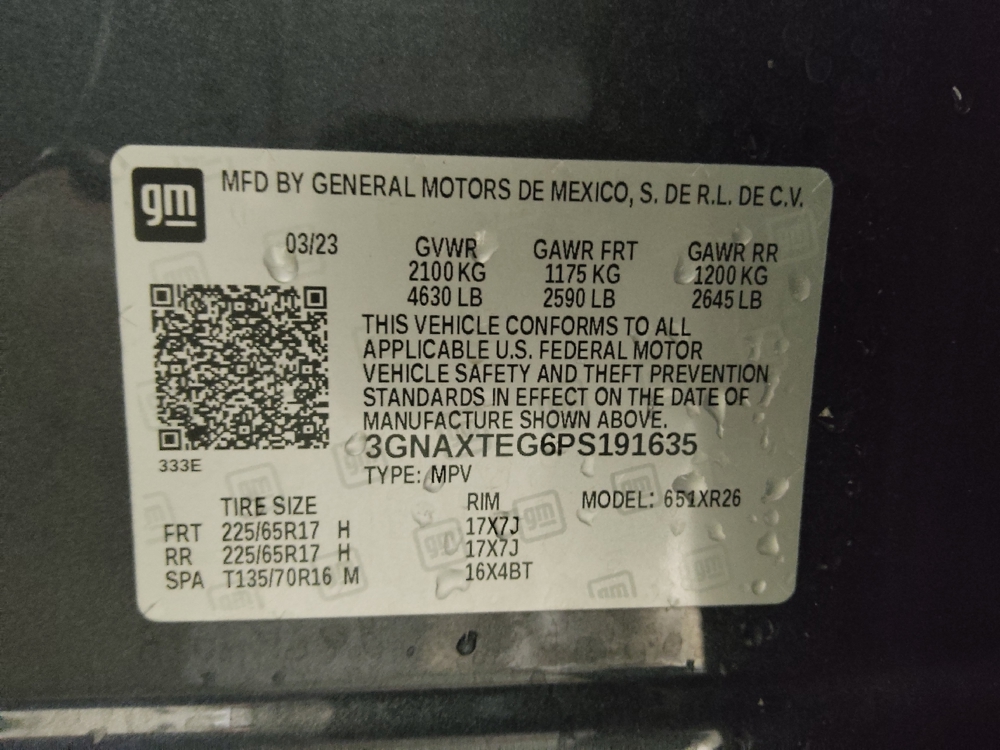 gm MFD BY GENERAL MOTORS DE MEXICO, S. DE R.L. DE C.V.
03/23 GVWR GAWR FRT GAWR RR
2100 KG 1175 KG 1200 KG
4630 LB 2590 LB 2645 LB
THIS VEHICLE CONFORMS TO ALL
APPLICABLE U.S. FEDERAL MOTOR
VEHICLE SAFETY AND THEFT PREVENTION
STANDARDS IN EFFECT ON THE DATE OF
MANUFACTURE SHOWN ABOVE.
3GNAXTEG6PS191635
333E
TYPE: MPV
TIRE SIZE RIM MODEL: 651XR26
FRT 225/65R17 H 17X7J
RR 225/65R17 H 17X7J
SPA T135/70R16 M 16X4BT